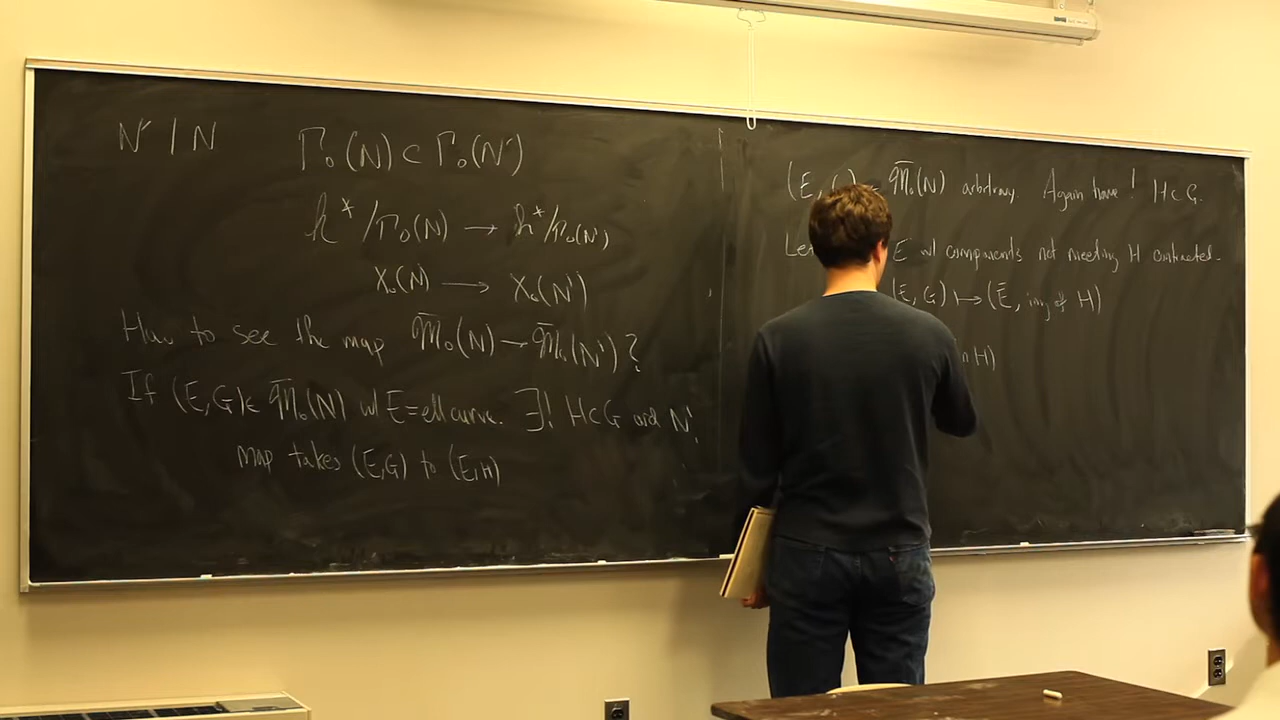 N' | N Γ₀(N) ⊂ Γ₀(N')
h*/Γ₀(N) → h*/Γ₀(N')
X₀(N) → X₀(N')
How to see the map M̄₀(N) → M̄₀(N')?
If (E,G) ∈ M̄₀(N) w/ E = ell curve. ∃! H ⊂ G ord N'.
map takes (E,G) to (E,H)
(E, M̄₀(N) arbitrary. Again have ! H ⊂ G.
Let E w/ components not meeting H contracted.
(E,G) ↦ (Ē, img of H)
H)